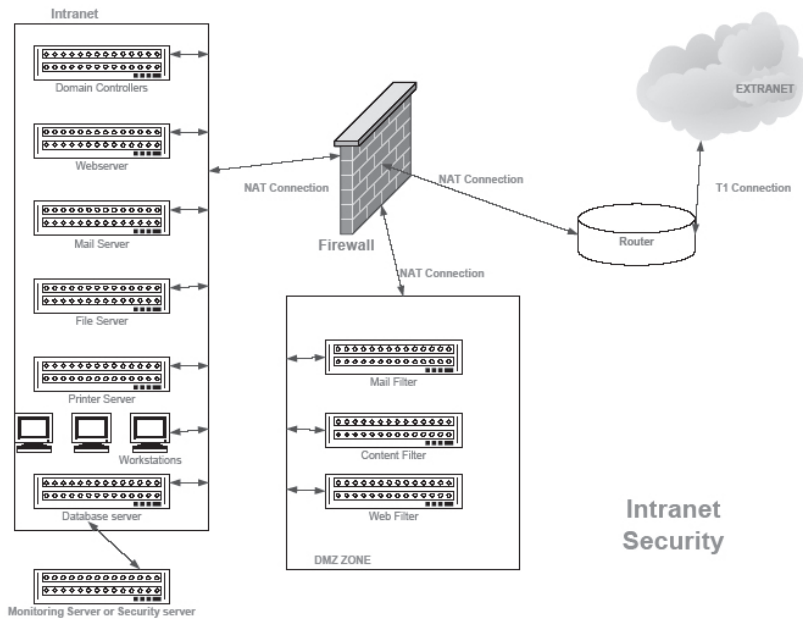 Intranet
Domain Controllers
Webserver
Mail Server
File Server
Printer Server
Workstations
Database server
Monitoring Server or Security server
NAT Connection
Firewall
NAT Connection
NAT Connection
Router
T1 Connection
EXTRANET
Mail Filter
Content Filter
Web Filter
DMZ ZONE
Intranet
Security